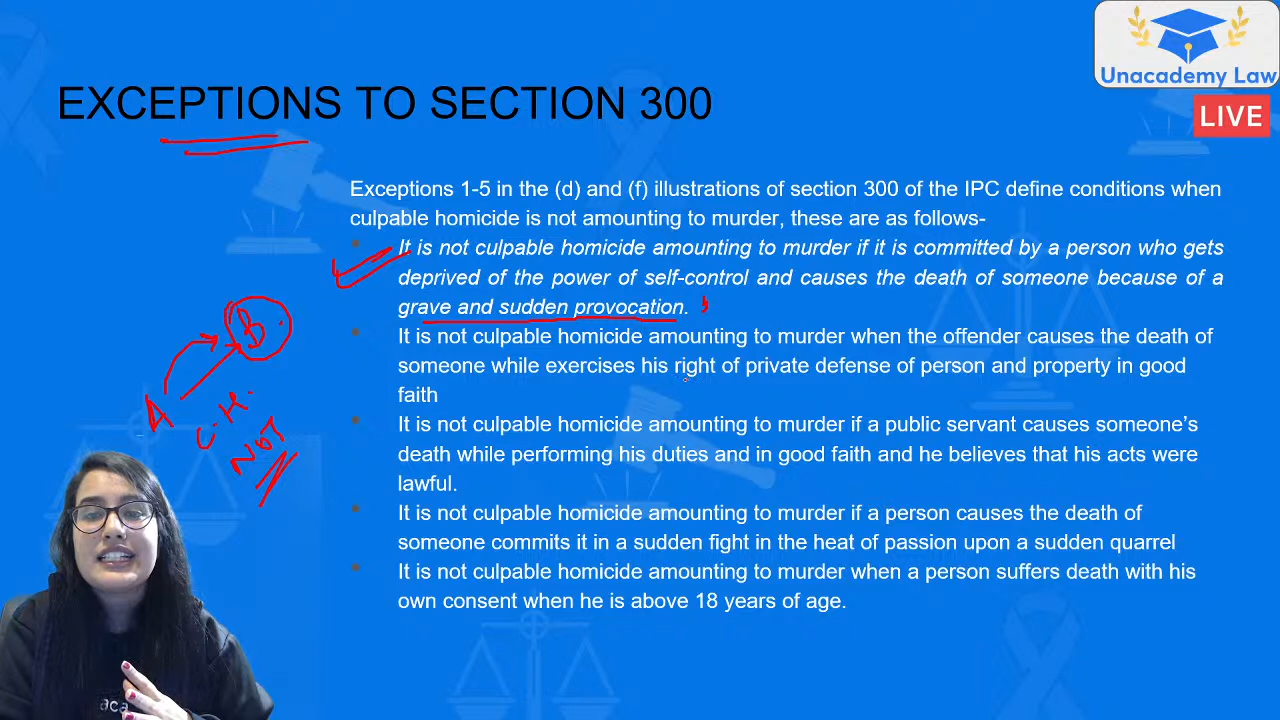 Unacademy Law
LIVE
EXCEPTIONS TO SECTION 300
Exceptions 1-5 in the (d) and (f) illustrations of section 300 of the IPC define conditions when
culpable homicide is not amounting to murder, these are as follows-
It is not culpable homicide amounting to murder if it is committed by a person who gets
deprived of the power of self-control and causes the death of someone because of a
grave and sudden provocation.
It is not culpable homicide amounting to murder when the offender causes the death of
someone while exercises his right of private defense of person and property in good
faith
It is not culpable homicide amounting to murder if a public servant causes someone’s
death while performing his duties and in good faith and he believes that his acts were
lawful.
It is not culpable homicide amounting to murder if a person causes the death of
someone commits it in a sudden fight in the heat of passion upon a sudden quarrel
It is not culpable homicide amounting to murder when a person suffers death with his
own consent when he is above 18 years of age.
B
A
C.H.
NOT